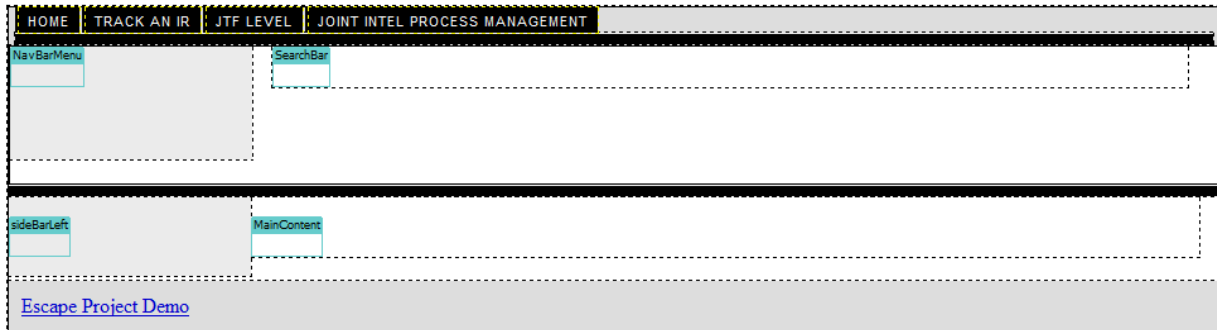 HOME TRACK AN IR JTF LEVEL JOINT INTEL PROCESS MANAGEMENT
NavBarMenu SearchBar
sideBarLeft MainContent
Escape Project Demo